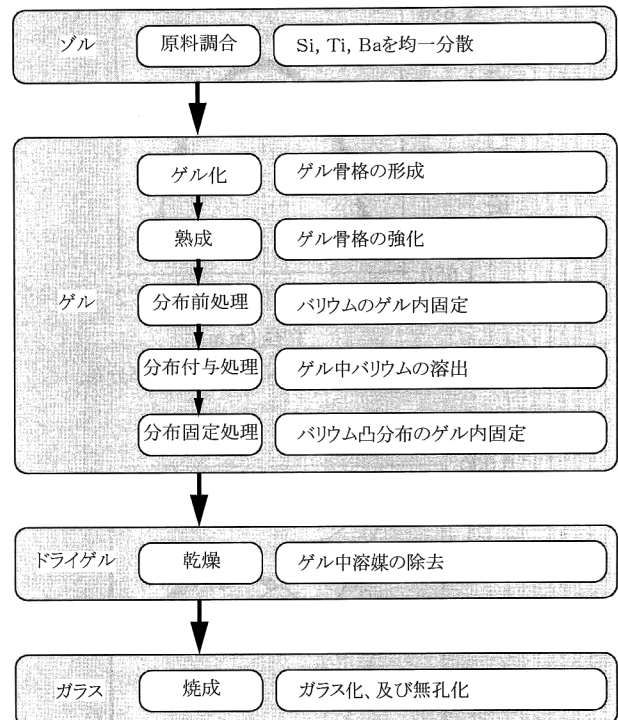 ゾル 原料調合 Si, Ti, Baを均一分散
ゲル化 ゲル骨格の形成
熟成 ゲル骨格の強化
ゲル 分布前処理 バリウムのゲル内固定
分布付与処理 ゲル中バリウムの溶出
分布固定処理 バリウム凸分布のゲル内固定
ドライゲル 乾燥 ゲル中溶媒の除去
ガラス 焼成 ガラス化、及び無孔化